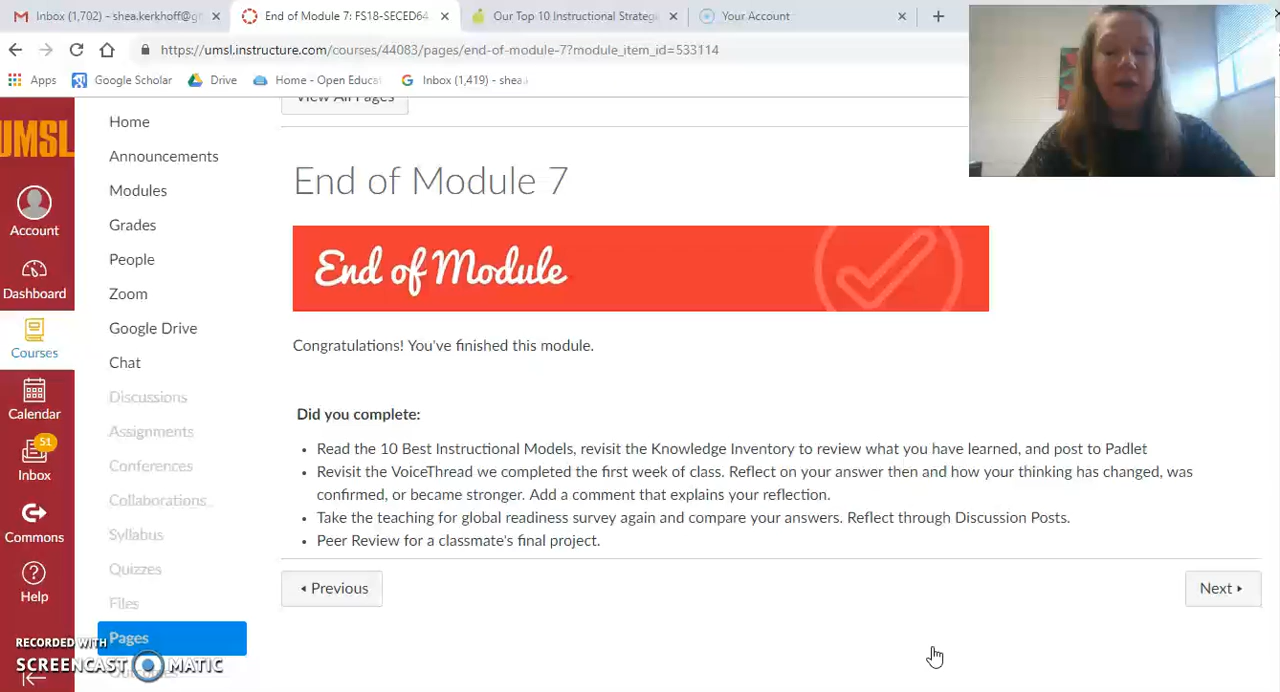 Inbox (1,702) - shea.kerkhoff@g
End of Module 7: FS18-SECED64
Our Top 10 Instructional Strateg
Your Account
https://umsl.instructure.com/courses/44083/pages/end-of-module-7?module_item_id=533114
Apps
Google Scholar
Drive
Home - Open Educat
Inbox (1,419) - shea.
UMSL
Account
Dashboard
Courses
Calendar
51
Inbox
Commons
Help
Home
Announcements
Modules
Grades
People
Zoom
Google Drive
Chat
Discussions
Assignments
Conferences
Collaborations
Syllabus
Quizzes
Files
Pages
Outcomes
View All Pages
End of Module 7
End of Module
Congratulations! You've finished this module.
Did you complete:
• Read the 10 Best Instructional Models, revisit the Knowledge Inventory to review what you have learned, and post to Padlet
• Revisit the VoiceThread we completed the first week of class. Reflect on your answer then and how your thinking has changed, was
confirmed, or became stronger. Add a comment that explains your reflection.
• Take the teaching for global readiness survey again and compare your answers. Reflect through Discussion Posts.
• Peer Review for a classmate's final project.
Previous
Next
RECORDED WITH
SCREENCAST MATIC